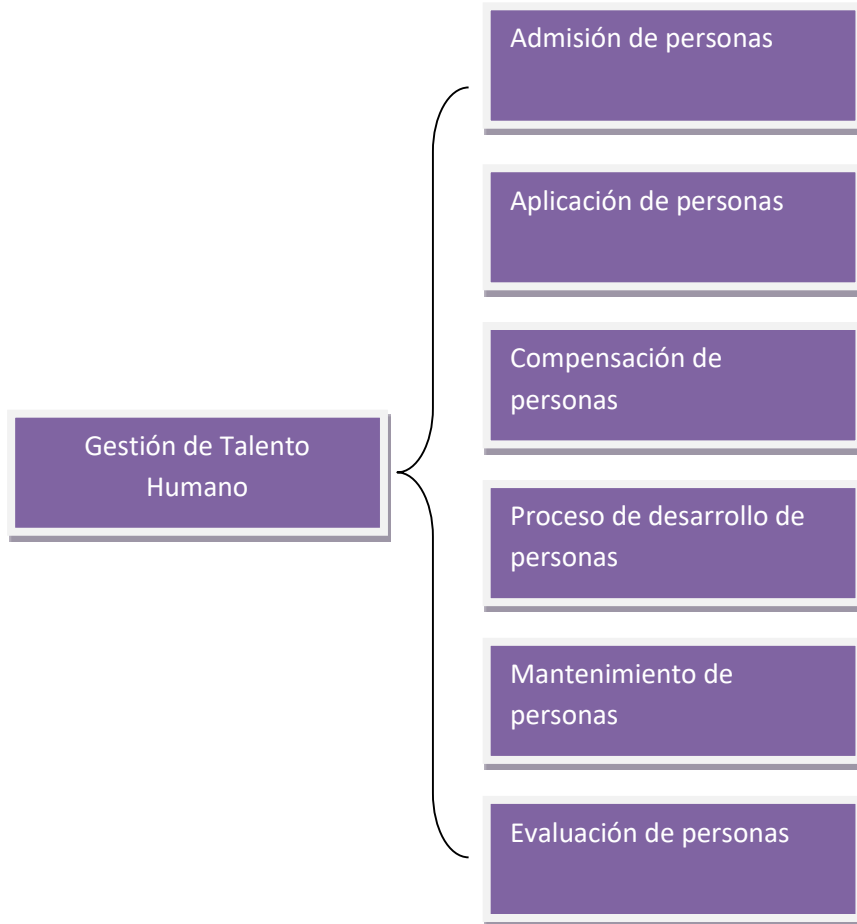 Gestión de Talento
Humano
Admisión de personas
Aplicación de personas
Compensación de
personas
Proceso de desarrollo de
personas
Mantenimiento de
personas
Evaluación de personas